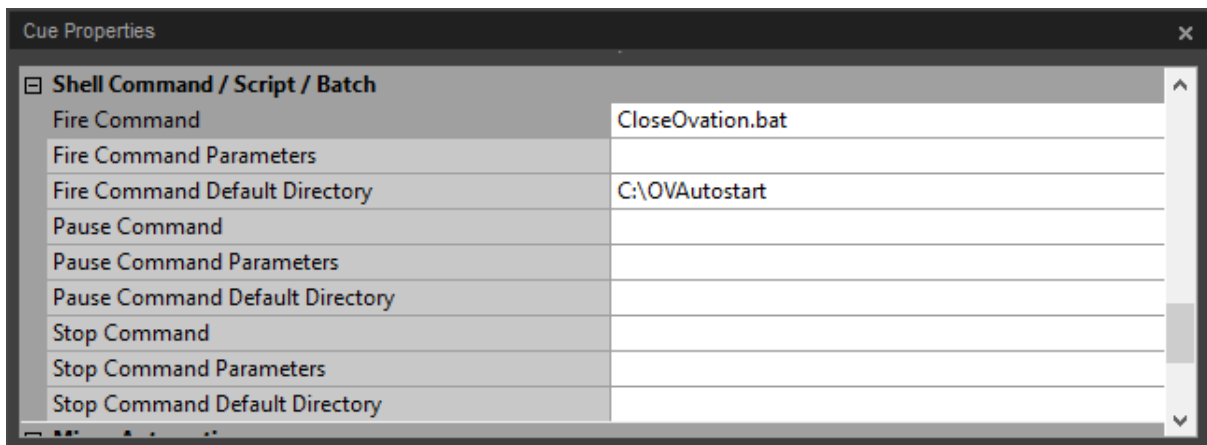 Cue Properties
Shell Command / Script / Batch
Fire Command CloseOvation.bat
Fire Command Parameters
Fire Command Default Directory C:\OVAutostart
Pause Command
Pause Command Parameters
Pause Command Default Directory
Stop Command
Stop Command Parameters
Stop Command Default Directory